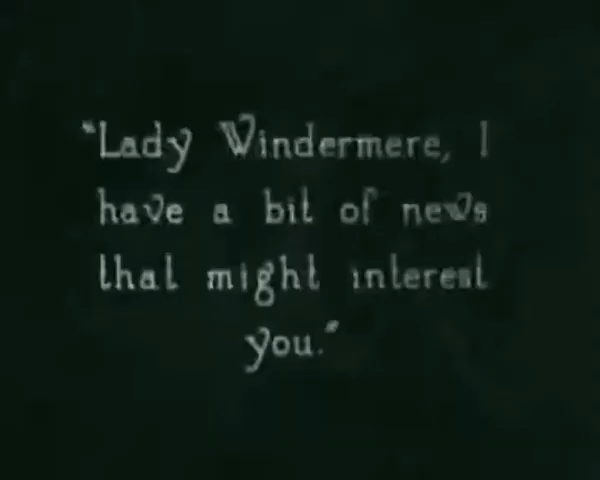 "Lady Windermere, I
have a bit of news
that might interest
you."